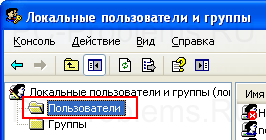 Локальные пользователи и группы
Консоль Действие Вид Справка
Локальные пользователи и группы (ло
Имя
Пользователи
Группы